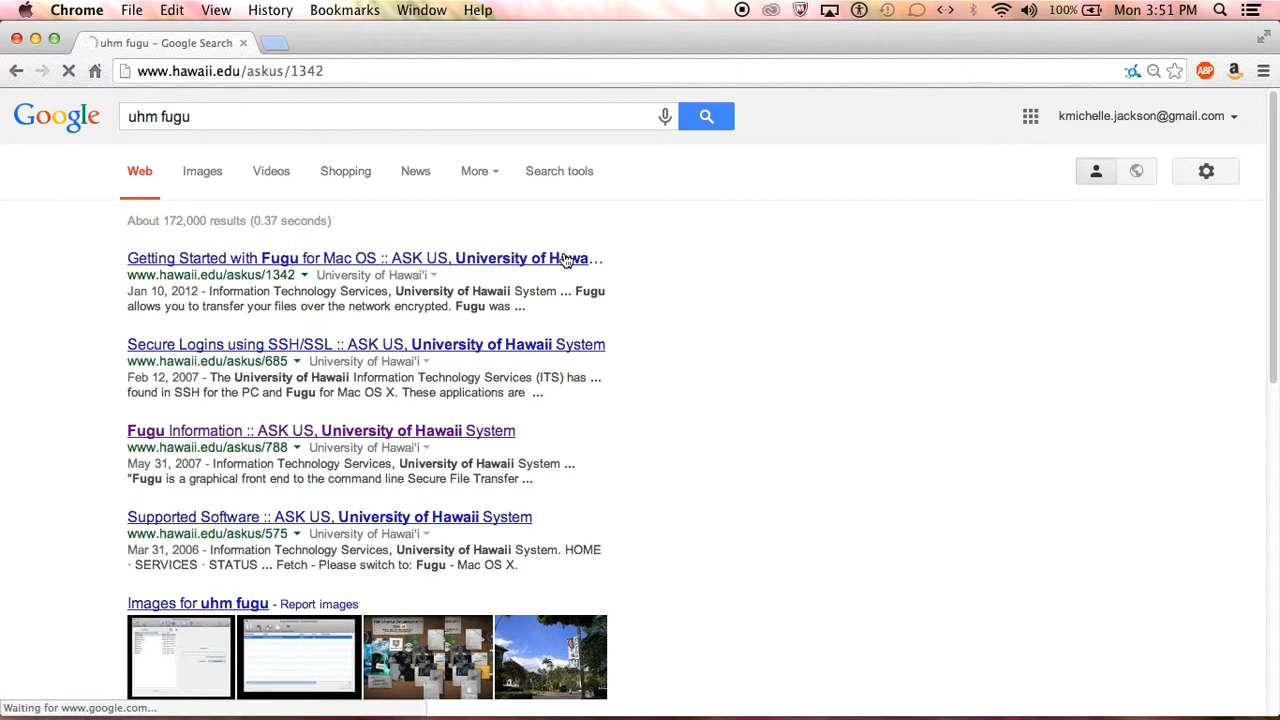 Chrome File Edit View History Bookmarks Window Help 100% Mon 3:51 PM
uhm fugu - Google Search
www.hawaii.edu/askus/1342 ABP
Google uhm fugu kmichelle.jackson@gmail.com
Web Images Videos Shopping News More Search tools
About 172,000 results (0.37 seconds)
Getting Started with Fugu for Mac OS :: ASK US, University of Hawa...
www.hawaii.edu/askus/1342 University of Hawai'i
Jan 10, 2012 - Information Technology Services, University of Hawaii System ... Fugu
allows you to transfer your files over the network encrypted. Fugu was ...
Secure Logins using SSH/SSL :: ASK US, University of Hawaii System
www.hawaii.edu/askus/685 University of Hawai'i
Feb 12, 2007 - The University of Hawaii Information Technology Services (ITS) has ...
found in SSH for the PC and Fugu for Mac OS X. These applications are ...
Fugu Information :: ASK US, University of Hawaii System
www.hawaii.edu/askus/788 University of Hawai'i
May 31, 2007 - Information Technology Services, University of Hawaii System ...
"Fugu is a graphical front end to the command line Secure File Transfer ...
Supported Software :: ASK US, University of Hawaii System
www.hawaii.edu/askus/575 University of Hawai'i
Mar 31, 2006 - Information Technology Services, University of Hawaii System. HOME
· SERVICES · STATUS ... Fetch - Please switch to: Fugu - Mac OS X.
Images for uhm fugu - Report images
Waiting for www.google.com...